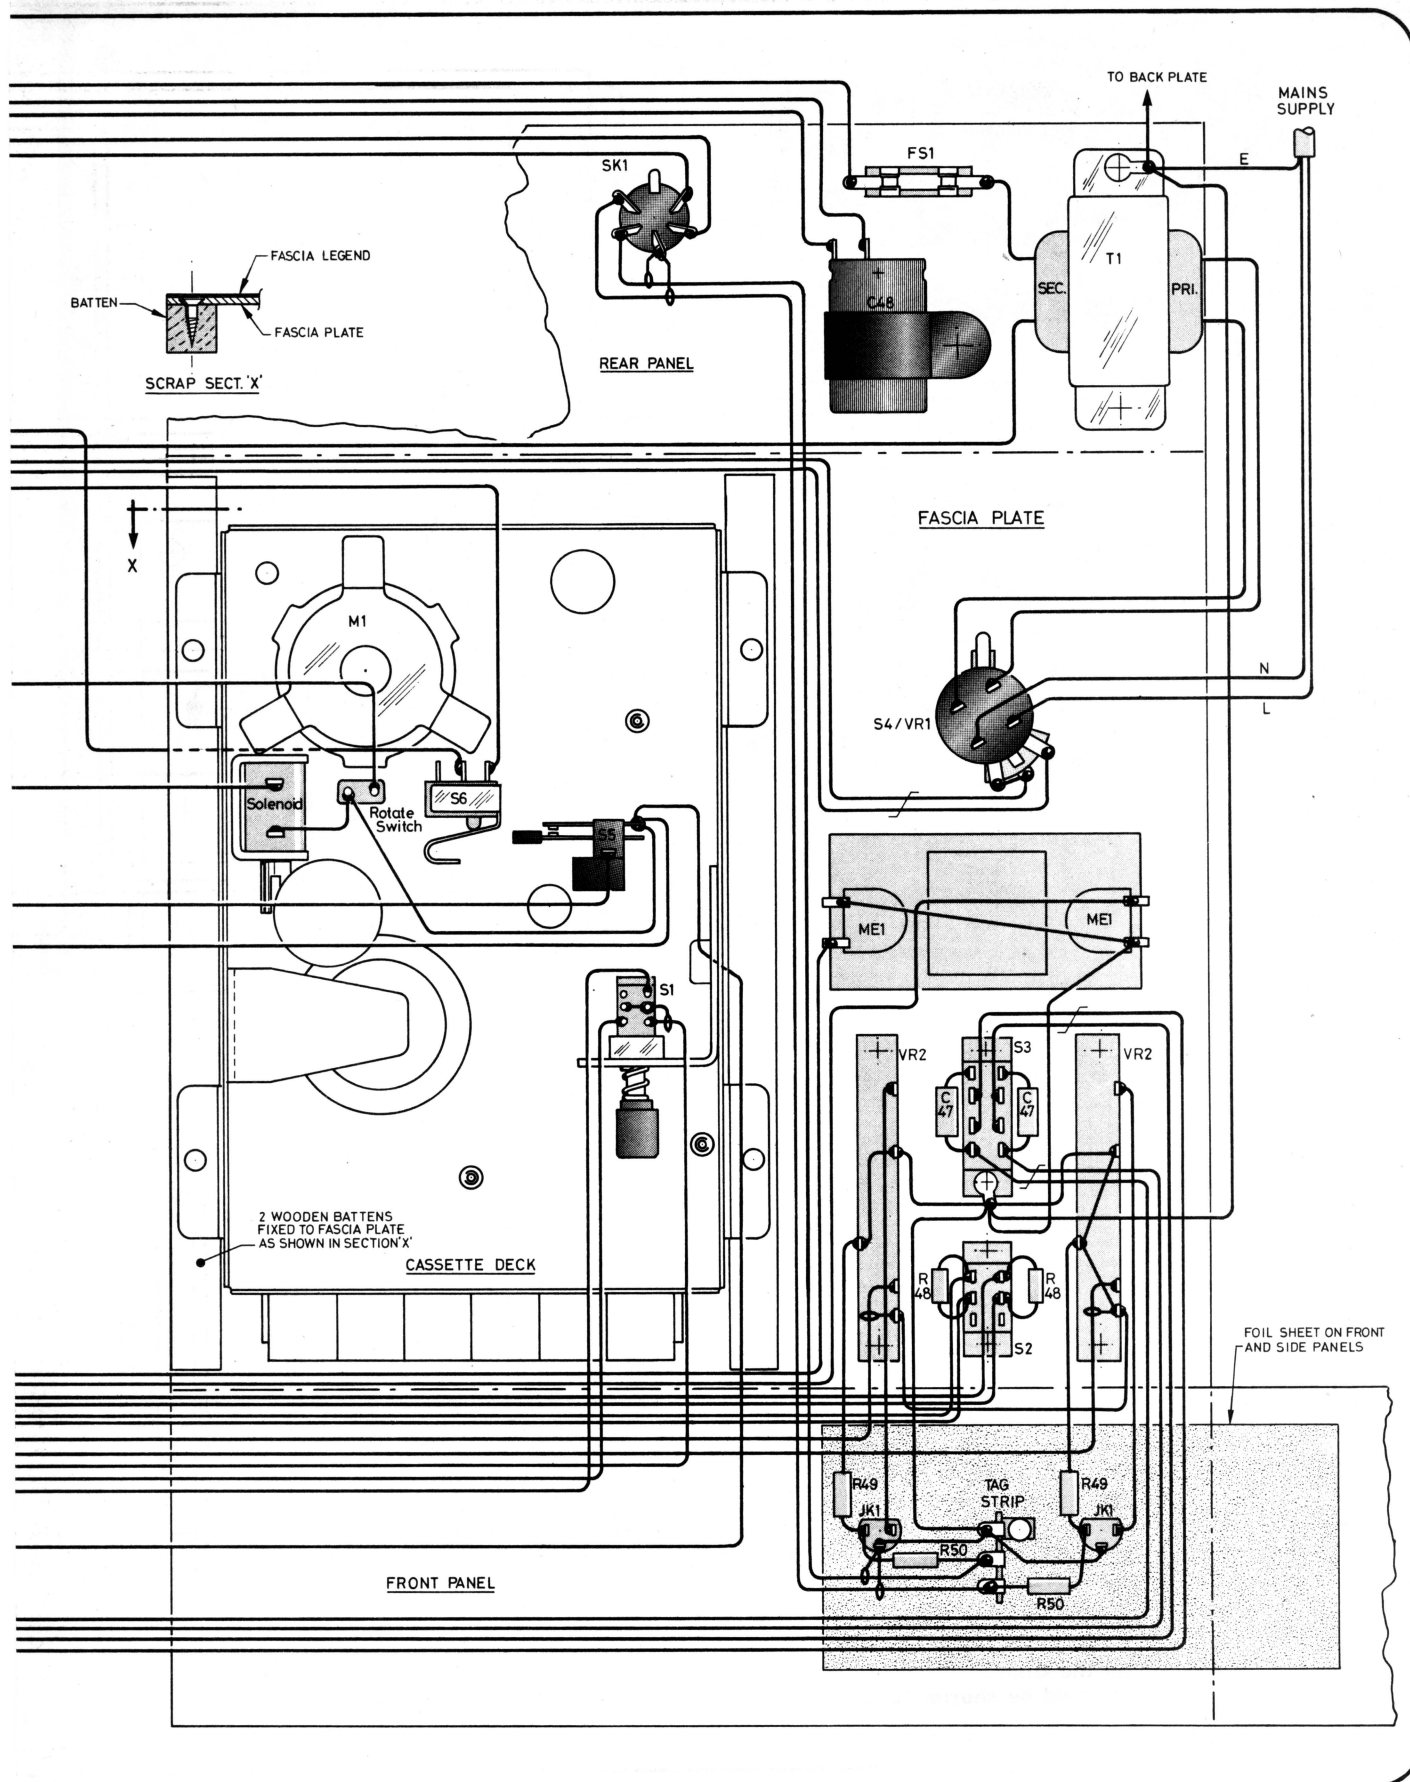 TO BACK PLATE
MAINS
SUPPLY
FS1
SK1
E
T1
SEC.
PRI.
+
C48
FASCIA LEGEND
BATTEN
FASCIA PLATE
SCRAP SECT. 'X'
REAR PANEL
FASCIA PLATE
X
M1
N
L
S4/VR1
Solenoid
Rotate
Switch
S6
S5
ME1
ME1
S1
VR2
S3
VR2
C
47
C
47
2 WOODEN BATTENS
FIXED TO FASCIA PLATE
AS SHOWN IN SECTION 'X'
CASSETTE DECK
R
48
R
48
S2
FOIL SHEET ON FRONT
AND SIDE PANELS
R49
TAG
STRIP
R49
JK1
JK1
R50
R50
FRONT PANEL